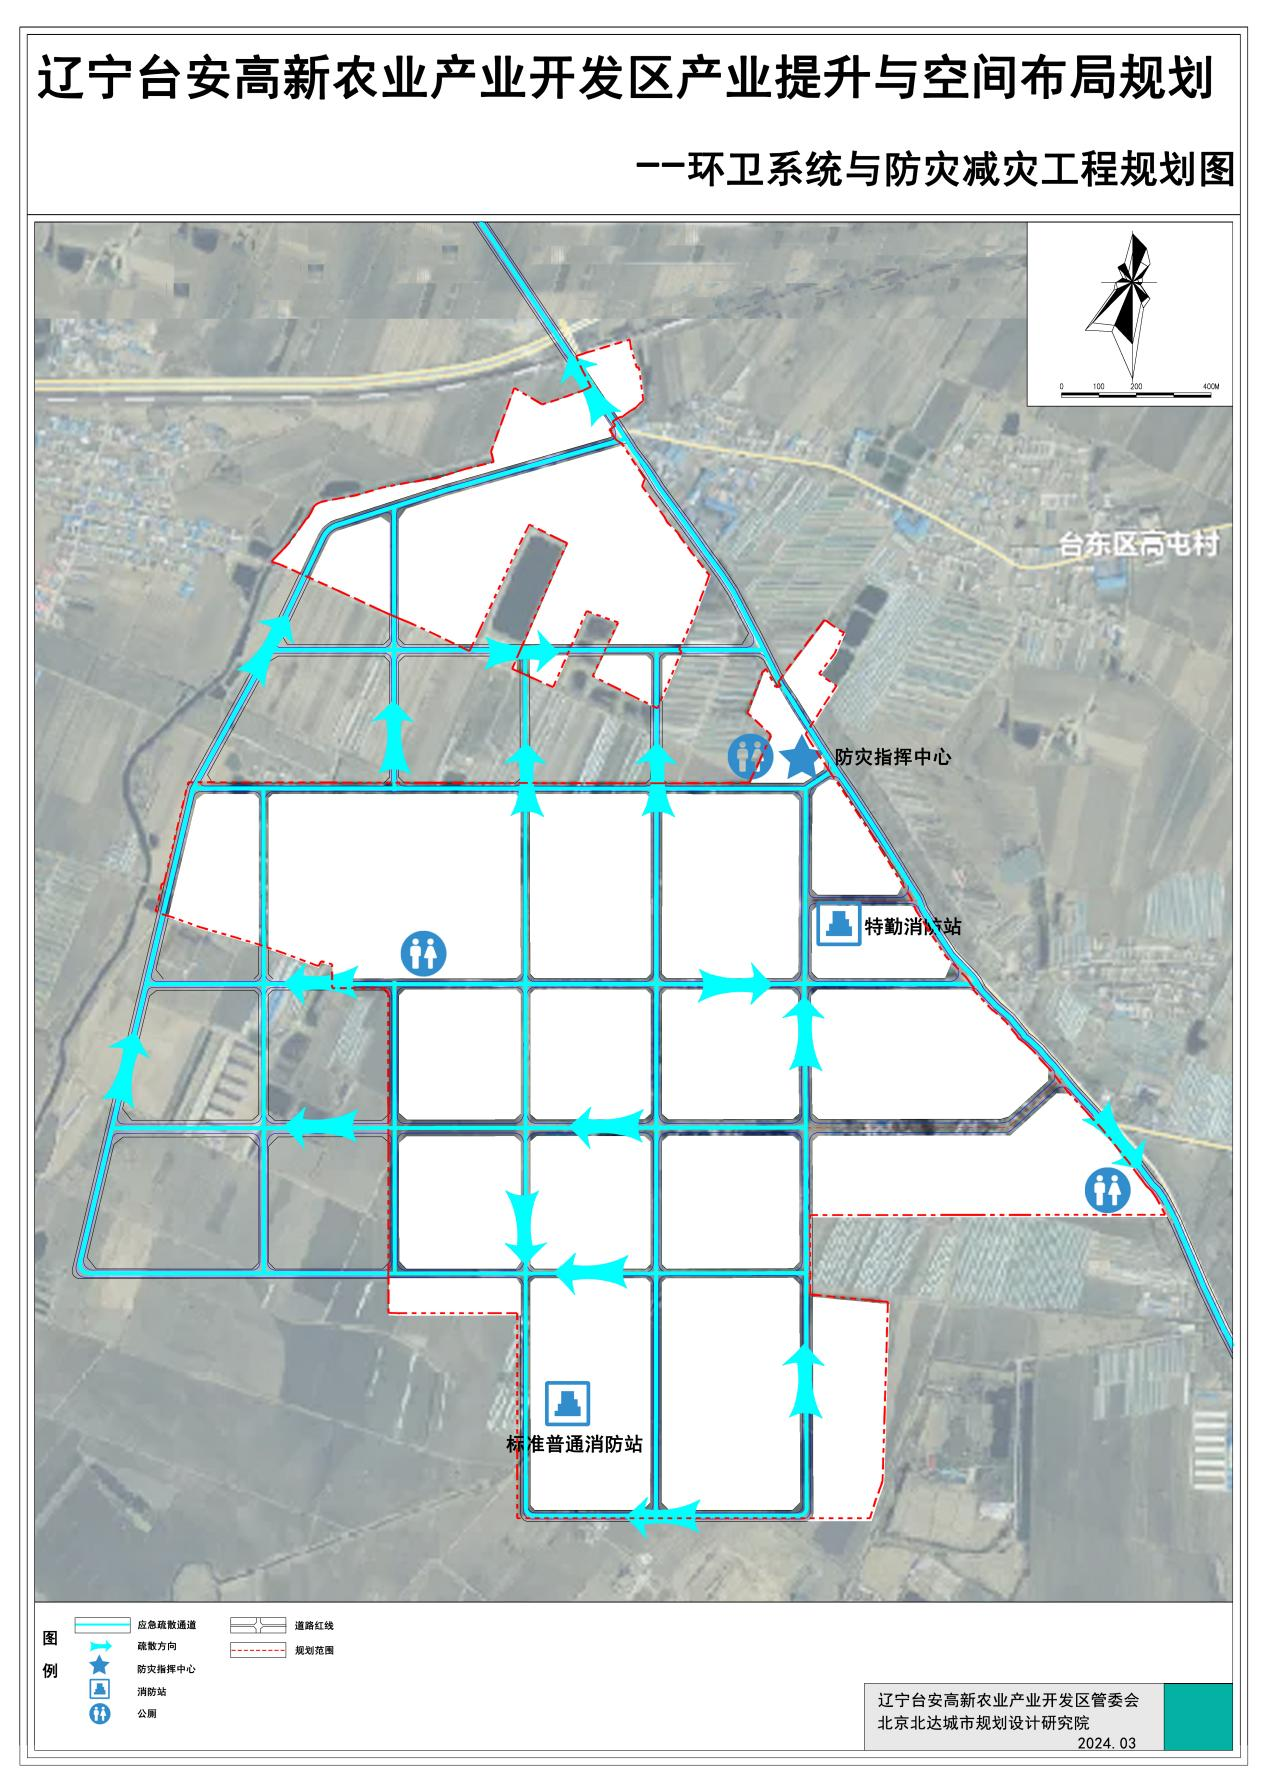 辽宁台安高新农业产业开发区产业提升与空间布局规划
--环卫系统与防灾减灾工程规划图
0 100 200 400M
台东区高屯村
防灾指挥中心
特勤消防站
标准普通消防站
图例
应急疏散通道
疏散方向
防灾指挥中心
消防站
公厕
道路红线
规划范围
辽宁台安高新农业产业开发区管委会
北京北达城市规划设计研究院
2024.03